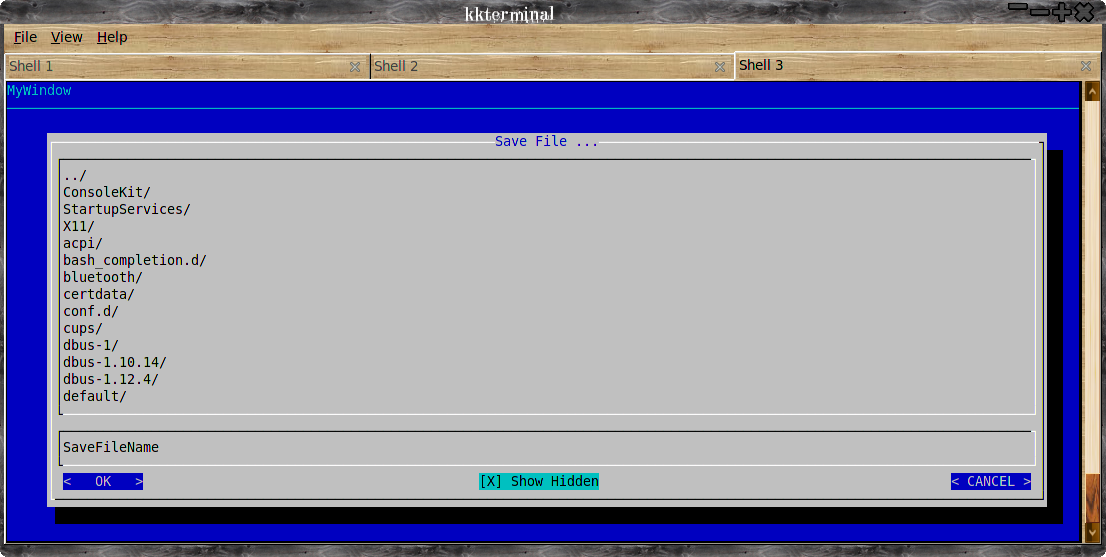 kkterminal
File View Help
Shell 1 Shell 2 Shell 3
MyWindow
Save File ...
../
ConsoleKit/
StartupServices/
X11/
acpi/
bash_completion.d/
bluetooth/
certdata/
conf.d/
cups/
dbus-1/
dbus-1.10.14/
dbus-1.12.4/
default/
SaveFileName
< OK > [X] Show Hidden < CANCEL >